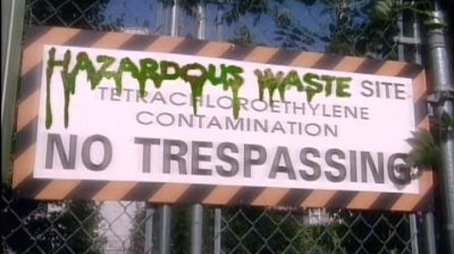 HAZARDOUS WASTE SITE
TETRACHLOROETHYLENE
CONTAMINATION
NO TRESPASSING